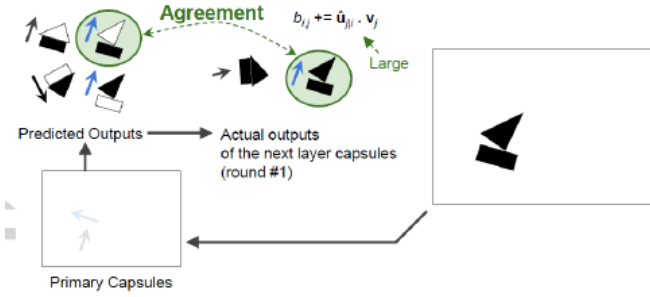 Agreement
b_{i,j} += û_{j|i} . v_j
Large
Predicted Outputs
Actual outputs
of the next layer capsules
(round #1)
Primary Capsules